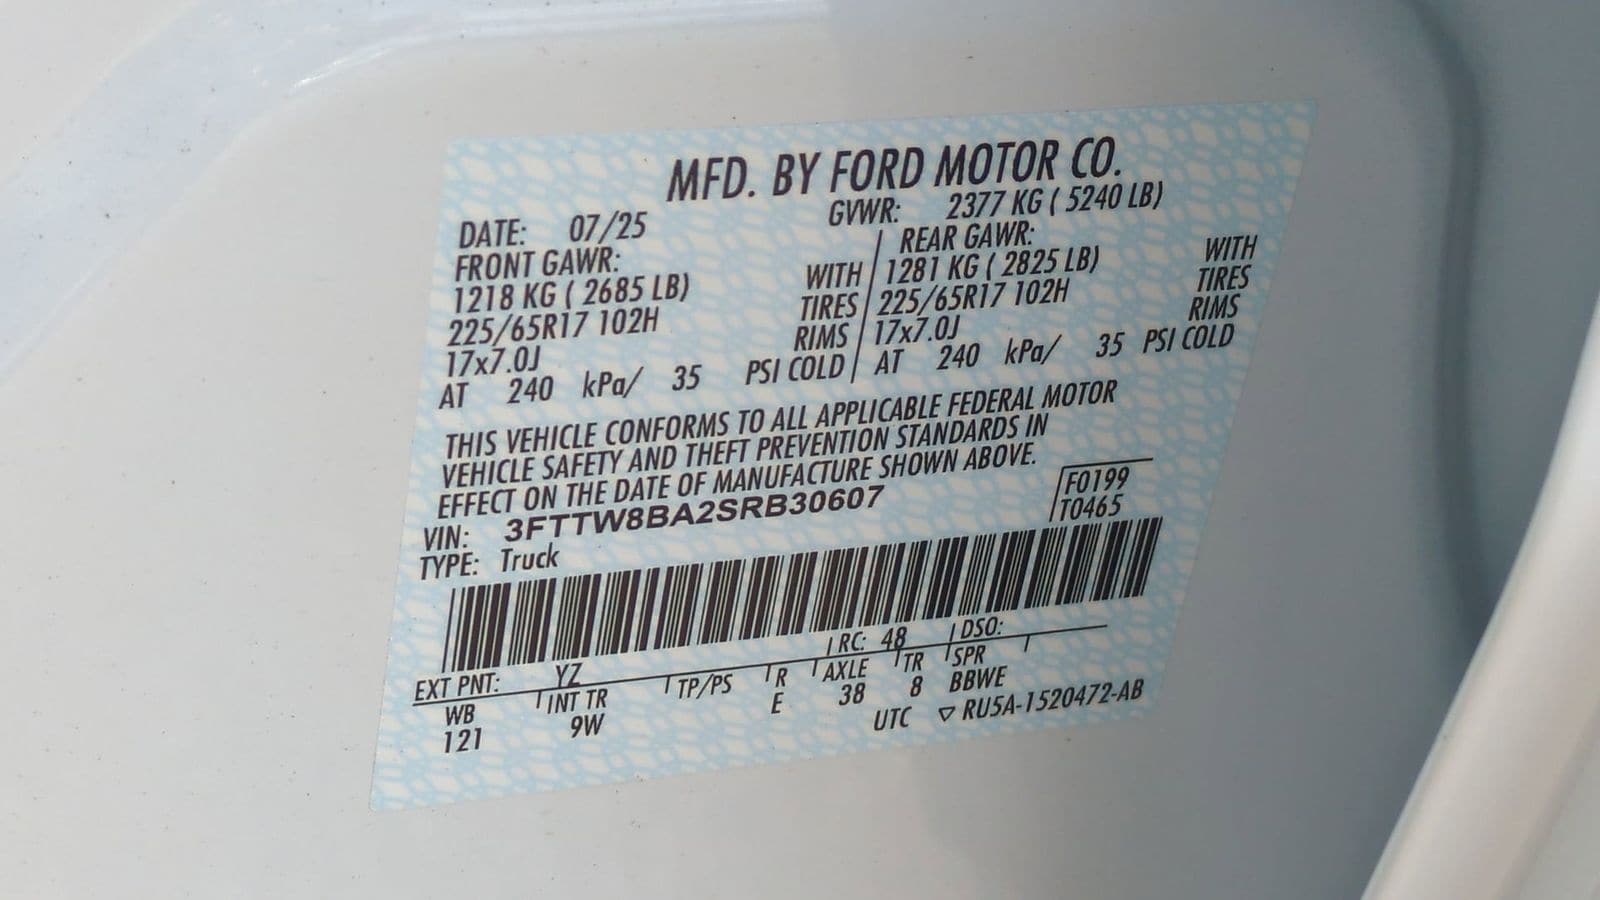 MFD. BY FORD MOTOR CO.
DATE: 07/25 GVWR: 2377 KG ( 5240 LB)
FRONT GAWR: REAR GAWR:
1218 KG ( 2685 LB) WITH 1281 KG ( 2825 LB) WITH
225/65R17 102H TIRES 225/65R17 102H TIRES
17x7.0J RIMS 17x7.0J RIMS
AT 240 kPa/ 35 PSI COLD AT 240 kPa/ 35 PSI COLD
THIS VEHICLE CONFORMS TO ALL APPLICABLE FEDERAL MOTOR
VEHICLE SAFETY AND THEFT PREVENTION STANDARDS IN
EFFECT ON THE DATE OF MANUFACTURE SHOWN ABOVE.
VIN: 3FTTW8BA2SRB30607 F0199
TYPE: Truck T0465
EXT PNT: YZ RC: 48 DSO:
WB INT TR TP/PS R AXLE TR SPR
121 9W E 38 8 BBWE
UTC ▽ RU5A-1520472-AB